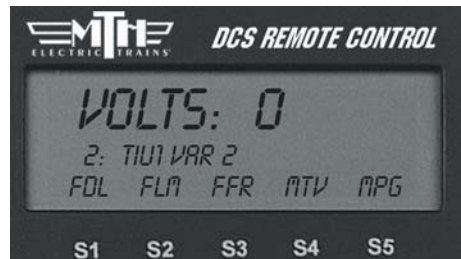 MTH DCS REMOTE CONTROL
ELECTRIC TRAINS
VOLTS: 0
2: TIU1 VAR 2
FDL FLM FFR MTV MPG
S1 S2 S3 S4 S5